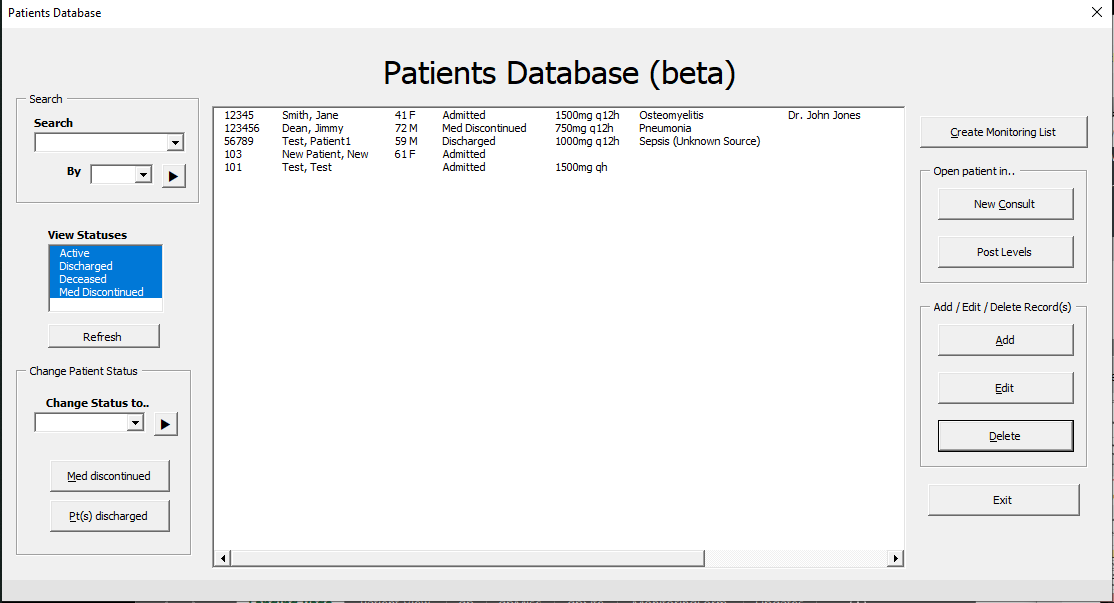 Patients Database
Patients Database (beta)
Search
Search
By
View Statuses
Active
Discharged
Deceased
Med Discontinued
Refresh
Change Patient Status
Change Status to..
Med discontinued
Pt(s) discharged
12345 Smith, Jane 41 F Admitted 1500mg q12h Osteomyelitis Dr. John Jones
123456 Dean, Jimmy 72 M Med Discontinued 750mg q12h Pneumonia
56789 Test, Patient1 59 M Discharged 1000mg q12h Sepsis (Unknown Source)
103 New Patient, New 61 F Admitted
101 Test, Test Admitted 1500mg qh
Create Monitoring List
Open patient in..
New Consult
Post Levels
Add / Edit / Delete Record(s)
Add
Edit
Delete
Exit